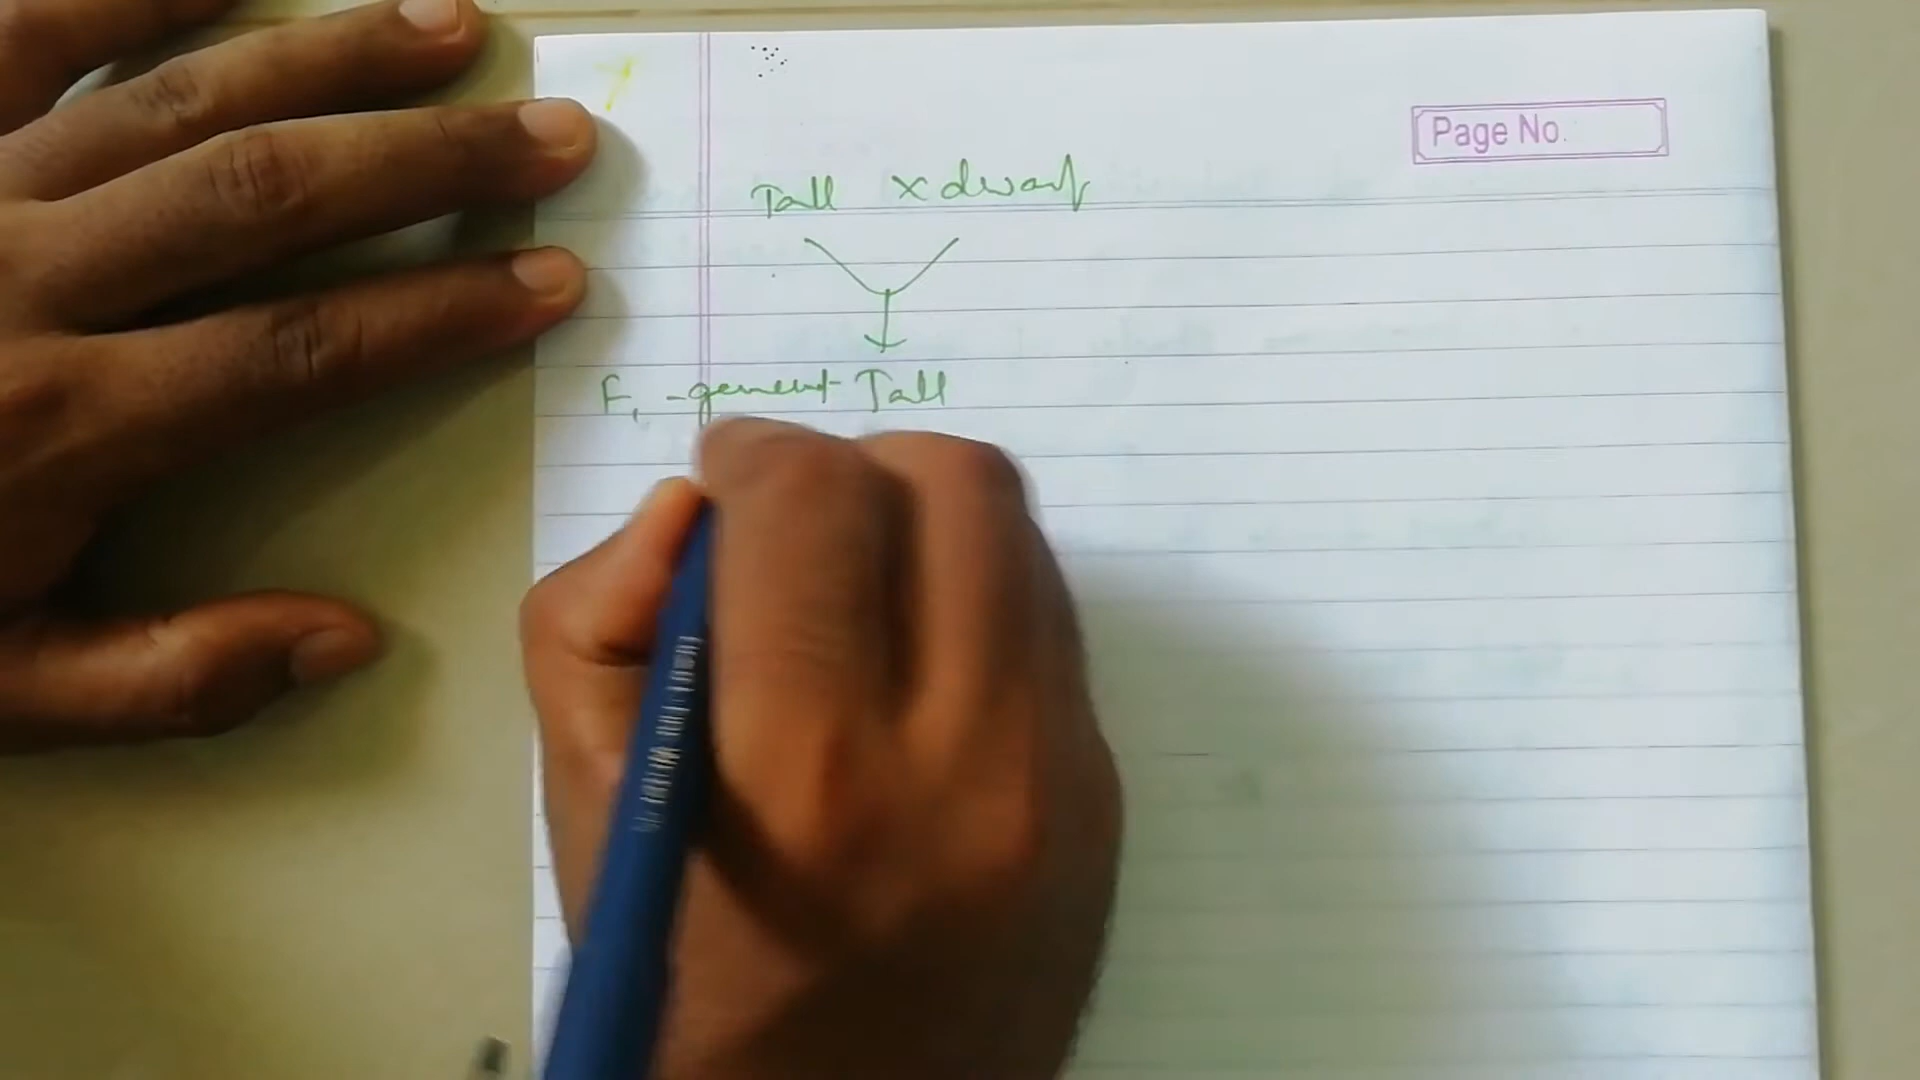 Page No.
Tall × dwarf
F₁ - generat Tall